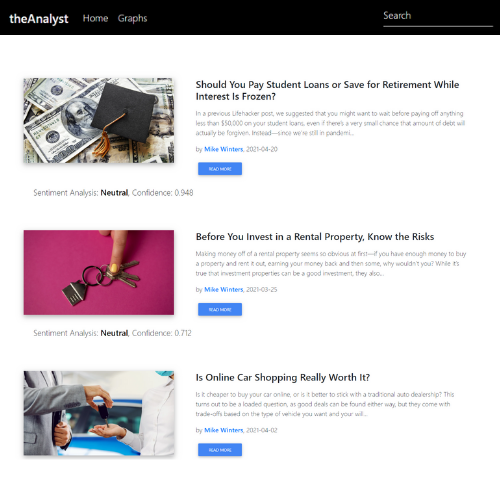 theAnalyst
Home
Graphs
Search
Should You Pay Student Loans or Save for Retirement While
Interest Is Frozen?
In a previous Lifehacker post, we suggested that you might want to wait before paying off anything
less than $50,000 on your student loans, even if there's a very small chance that amount of debt will
actually be forgiven. Instead—since we're still in pandemi...
by Mike Winters, 2021-04-20
READ MORE
Sentiment Analysis: Neutral, Confidence: 0.948
Before You Invest in a Rental Property, Know the Risks
Making money off of a rental property seems so obvious at first—if you have enough money to buy
a property and rent it out, earning your money back and then some, why wouldn't you? While it's
true that investment properties can be a good investment, they also...
by Mike Winters, 2021-03-25
READ MORE
Sentiment Analysis: Neutral, Confidence: 0.712
Is Online Car Shopping Really Worth It?
Is it cheaper to buy your car online, or is it better to stick with a traditional auto dealership? This
turns out to be a loaded question, as good deals can be found either way, but they come with
trade-offs based on the type of vehicle you want and your will...
by Mike Winters, 2021-04-02
READ MORE